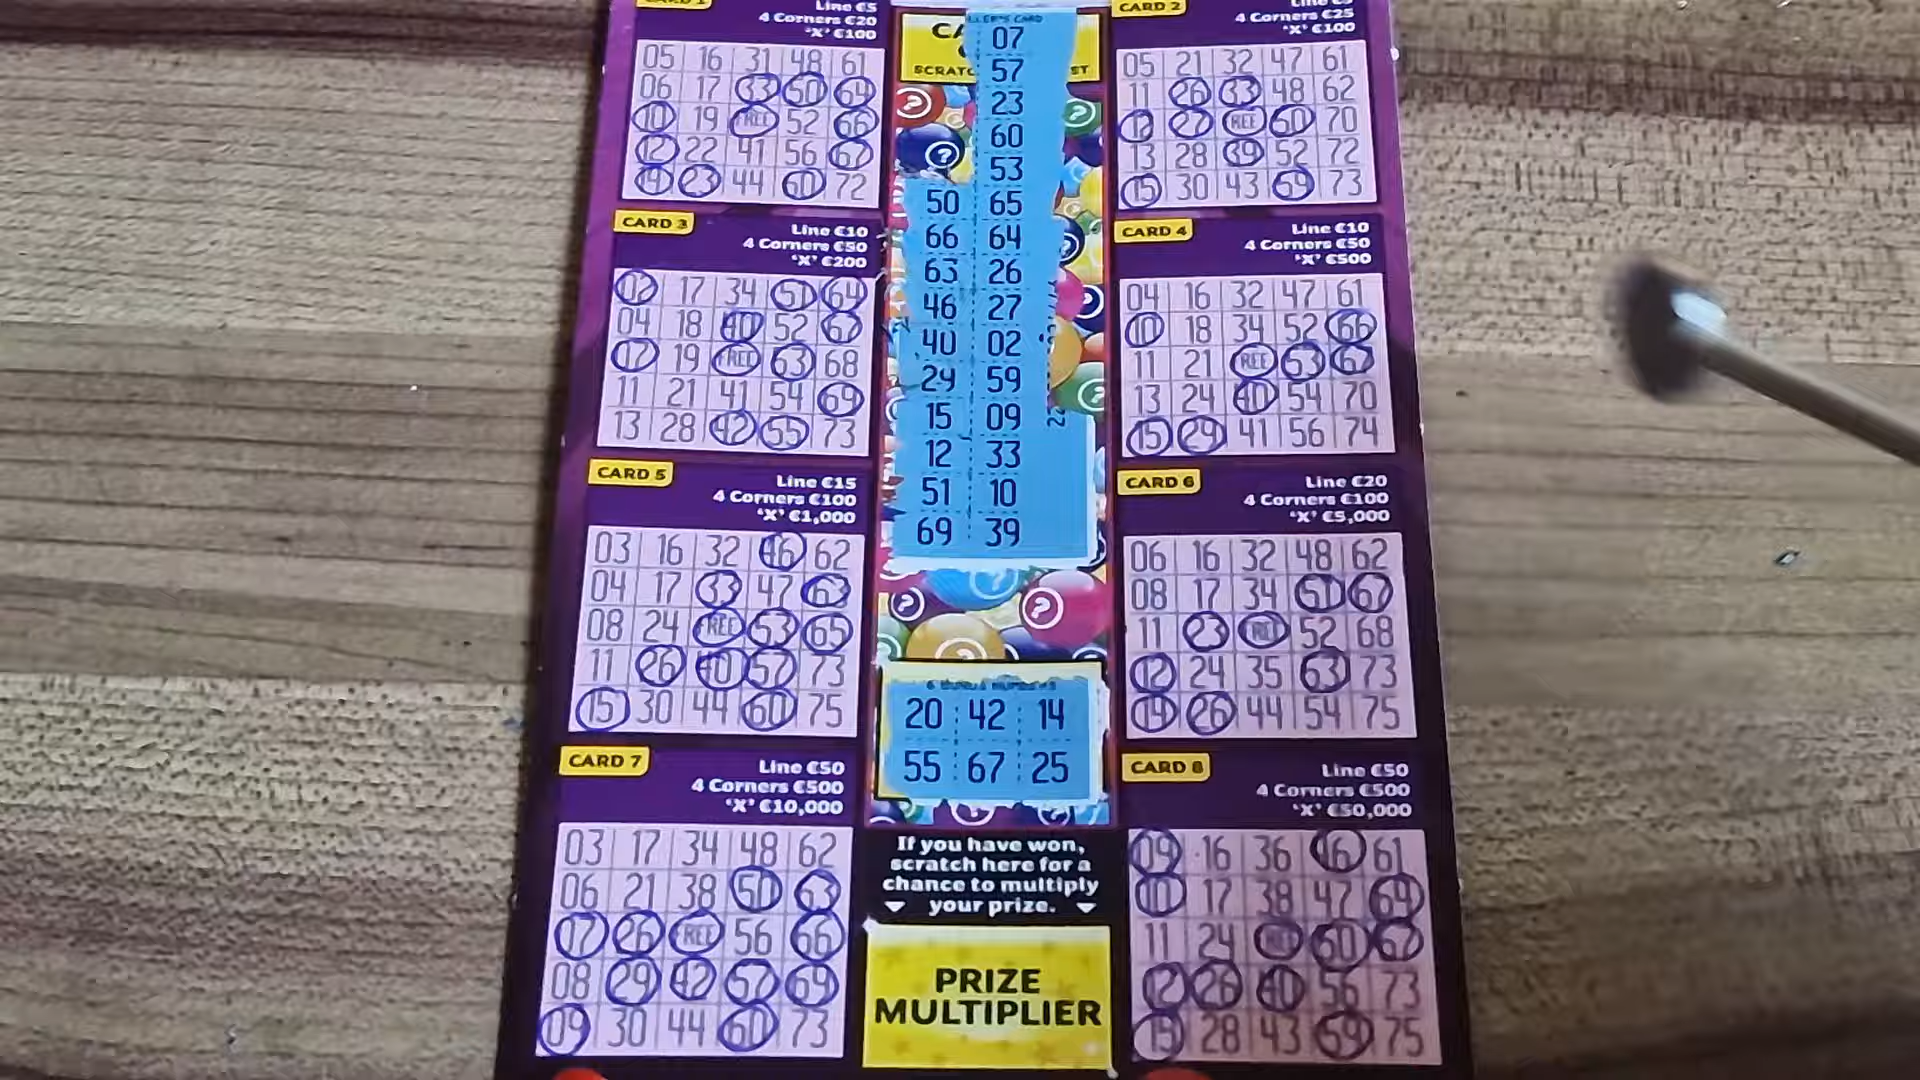 CARD 1
Line €5
4 Corners €20
'X' €100
05 16 31 48 61
06 17 33 50 64
10 19 FREE 52 66
12 22 41 56 67
14 23 44 60 72
CARD 2
4 Corners €25
'X' €100
05 21 32 47 61
11 26 33 48 62
12 27 FREE 60 70
13 28 39 52 72
15 30 43 69 73
CARD 3
Line €10
4 Corners €50
'X' €200
02 17 34 51 64
04 18 40 52 67
07 19 FREE 63 68
11 21 41 54 69
13 28 42 55 73
CARD 4
Line €10
4 Corners €50
'X' €500
04 16 32 47 61
10 18 34 52 66
11 21 FREE 63 67
13 24 40 54 70
15 29 41 56 74
CARD 5
Line €15
4 Corners €100
'X' €1,000
03 16 32 46 62
04 17 33 47 63
08 24 FREE 53 65
11 26 40 57 73
15 30 44 60 75
CARD 6
Line €20
4 Corners €100
'X' €5,000
06 16 32 48 62
08 17 34 51 67
11 23 FREE 52 68
12 24 35 63 73
14 26 44 54 75
CARD 7
Line €50
4 Corners €500
'X' €10,000
03 17 34 48 62
06 21 38 50 63
07 26 FREE 56 66
08 29 42 57 69
09 30 44 60 73
CARD 8
Line €50
4 Corners €500
'X' €50,000
09 16 36 46 61
10 17 38 47 64
11 24 FREE 60 67
12 26 40 56 73
15 28 43 59 75
CARD
07
57
23
60
53
50 65
66 64
63 26
46 27
40 02
29 59
15 09
12 33
51 10
69 39
20 42 14
55 67 25
If you have won,
scratch here for a
chance to multiply
your prize.
PRIZE
MULTIPLIER